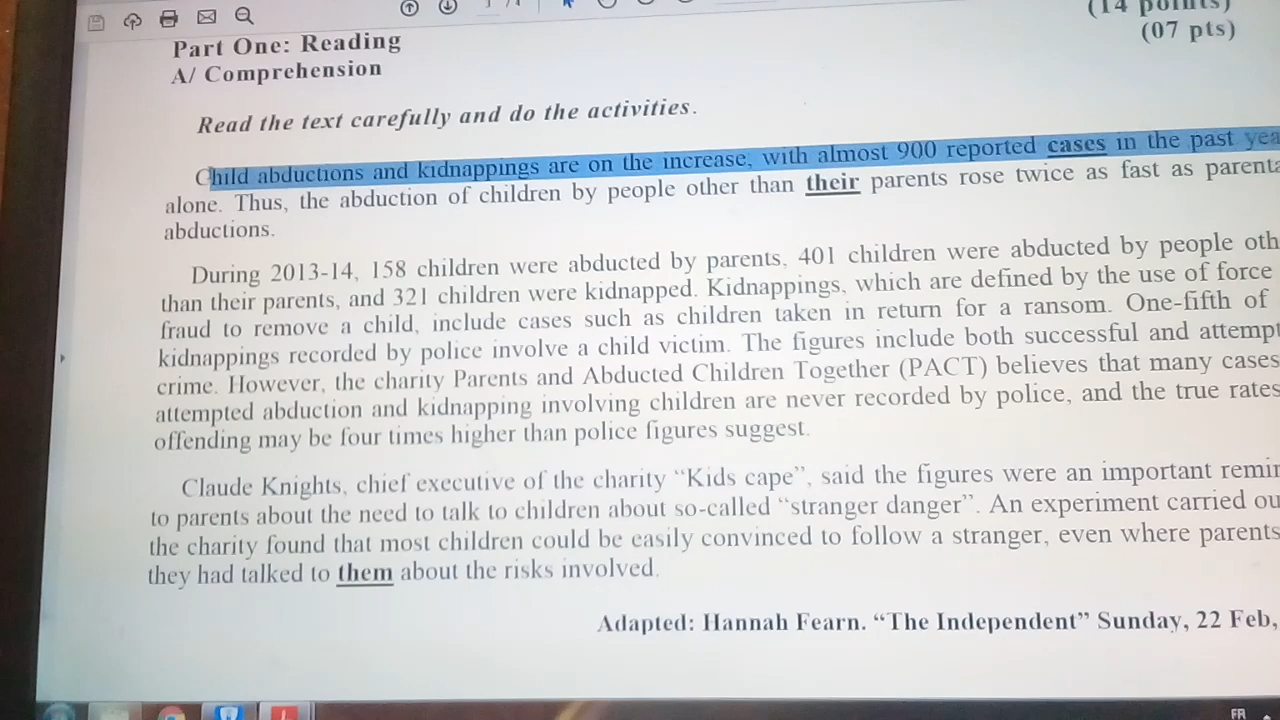 (14 points)
Part One: Reading
(07 pts)
A/ Comprehension
Read the text carefully and do the activities.
Child abductions and kidnappings are on the increase, with almost 900 reported cases in the past yea
alone. Thus, the abduction of children by people other than their parents rose twice as fast as parenta
abductions.
During 2013-14, 158 children were abducted by parents, 401 children were abducted by people oth
than their parents, and 321 children were kidnapped. Kidnappings, which are defined by the use of force
fraud to remove a child, include cases such as children taken in return for a ransom. One-fifth of
kidnappings recorded by police involve a child victim. The figures include both successful and attempt
crime. However, the charity Parents and Abducted Children Together (PACT) believes that many cases
attempted abduction and kidnapping involving children are never recorded by police, and the true rates
offending may be four times higher than police figures suggest.
Claude Knights, chief executive of the charity “Kids cape”, said the figures were an important remin
to parents about the need to talk to children about so-called “stranger danger”. An experiment carried ou
the charity found that most children could be easily convinced to follow a stranger, even where parents
they had talked to them about the risks involved.
Adapted: Hannah Fearn. “The Independent” Sunday, 22 Feb,
FR